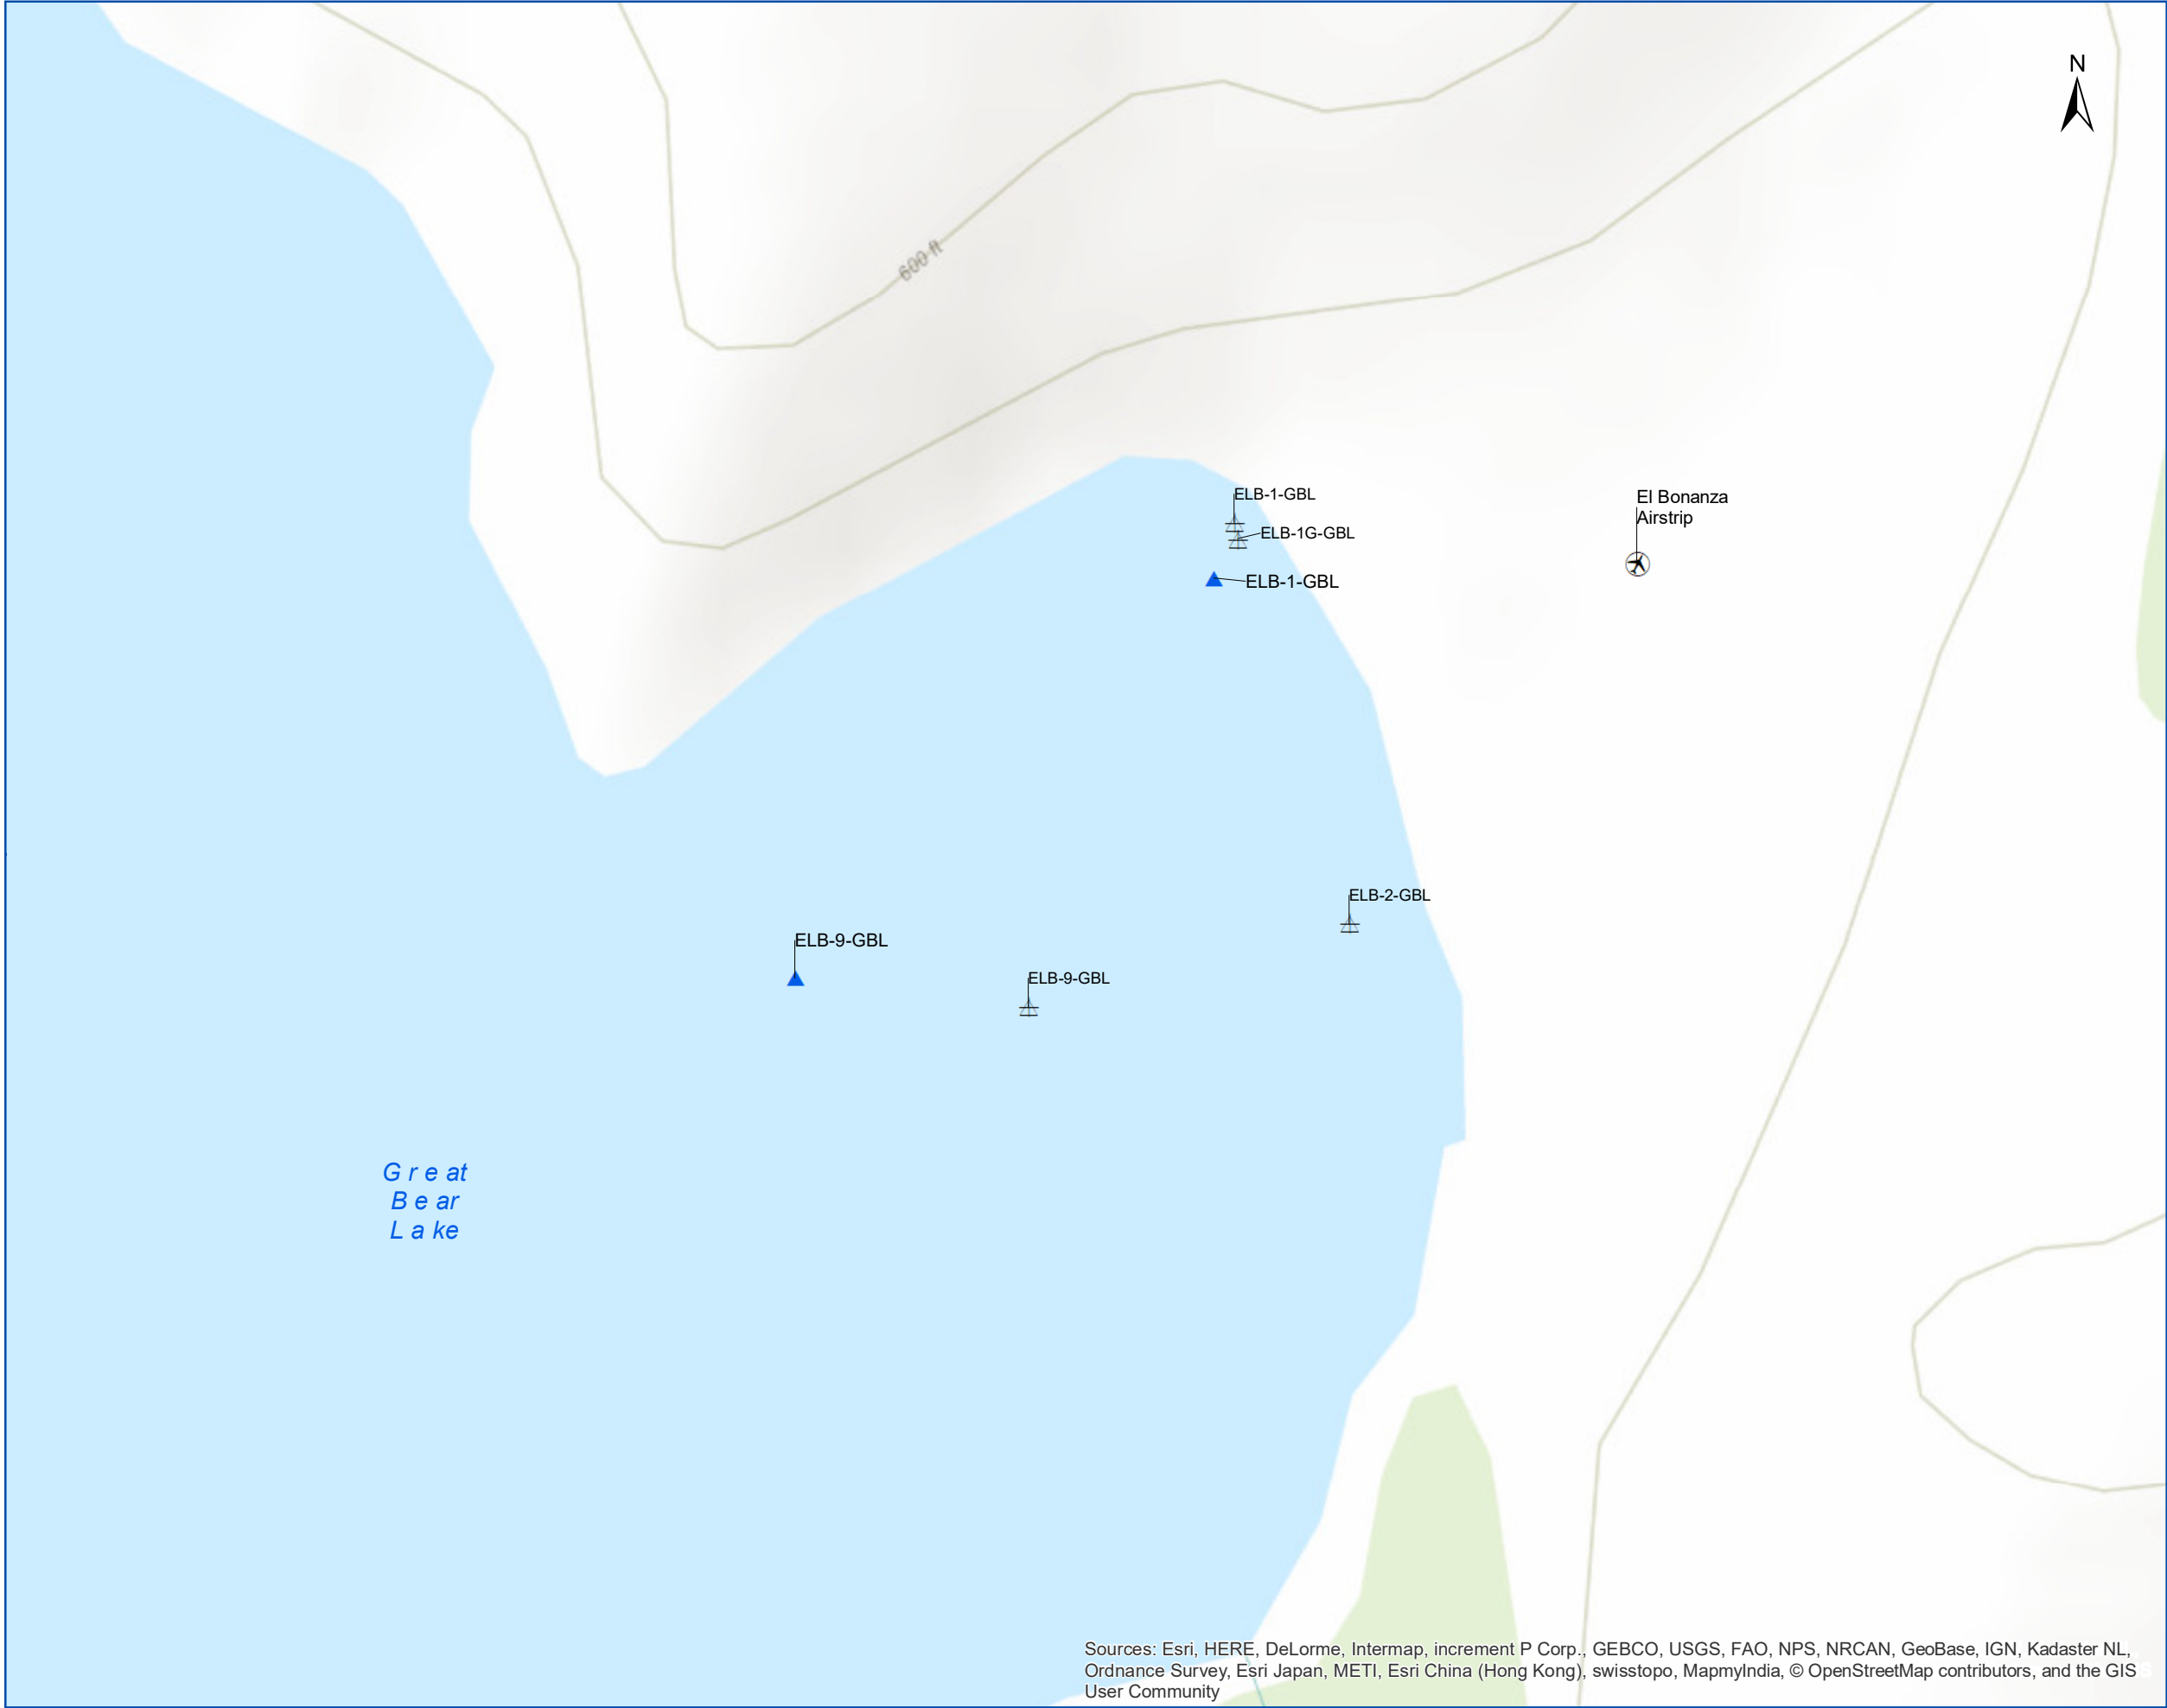 N
600 ft
ELB-1-GBL
ELB-1G-GBL
ELB-1-GBL
El Bonanza
Airstrip
ELB-2-GBL
ELB-9-GBL
ELB-9-GBL
Great
Bear
Lake
Sources: Esri, HERE, DeLorme, Intermap, increment P Corp., GEBCO, USGS, FAO, NPS, NRCAN, GeoBase, IGN, Kadaster NL,
Ordnance Survey, Esri Japan, METI, Esri China (Hong Kong), swisstopo, MapmyIndia, © OpenStreetMap contributors, and the GIS
User Community